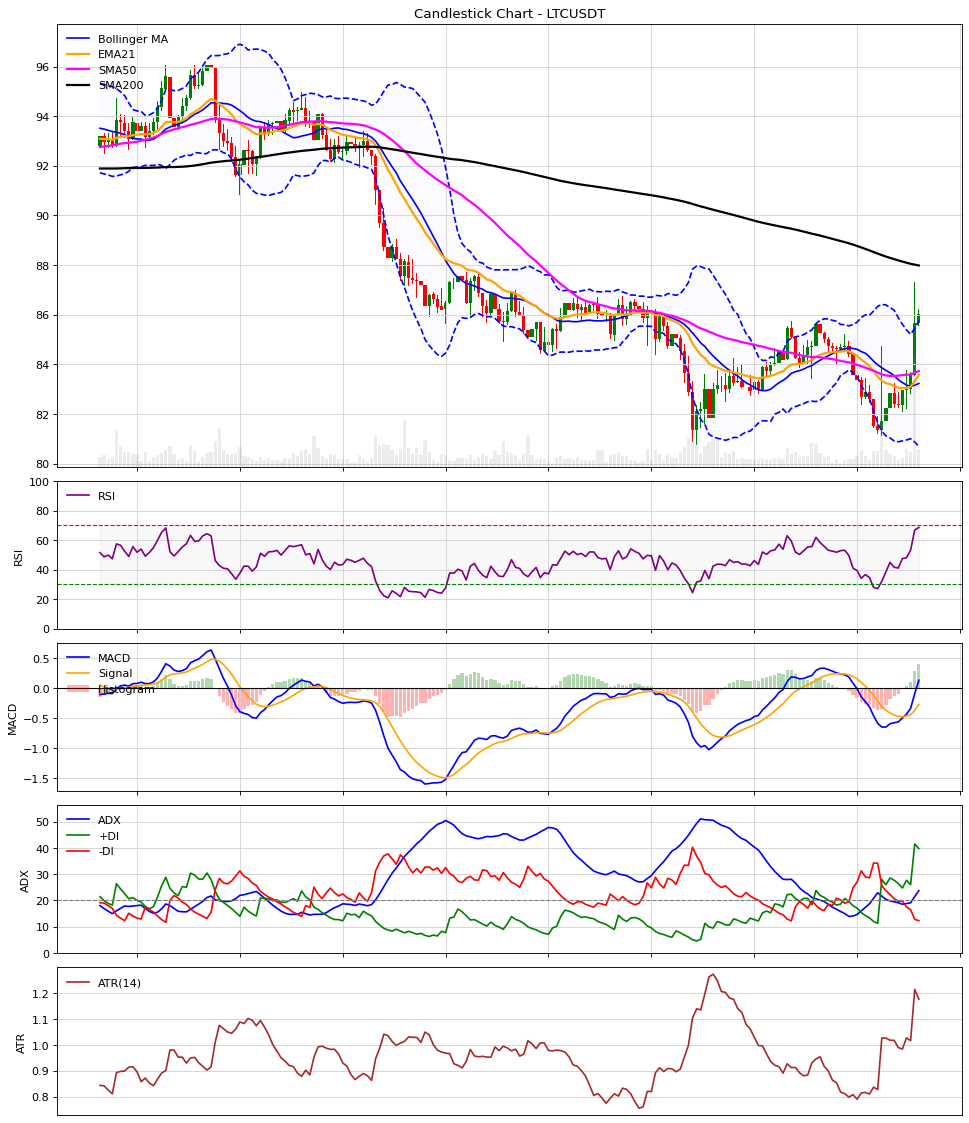 Candlestick Chart - LTCUSDT
Bollinger MA
EMA21
SMA50
SMA200
96
94
92
90
88
86
84
82
80
RSI
RSI
100
80
60
40
20
0
MACD
Signal
Histogram
MACD
0.5
0.0
−0.5
−1.0
−1.5
ADX
+DI
-DI
ADX
50
40
30
20
10
0
ATR(14)
ATR
1.2
1.1
1.0
0.9
0.8